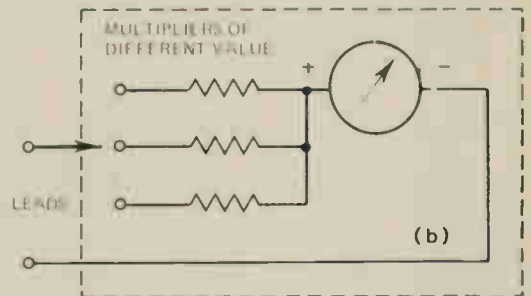 MULTIPLIERS OF
DIFFERENT VALUE
+ -
LEADS
(b)